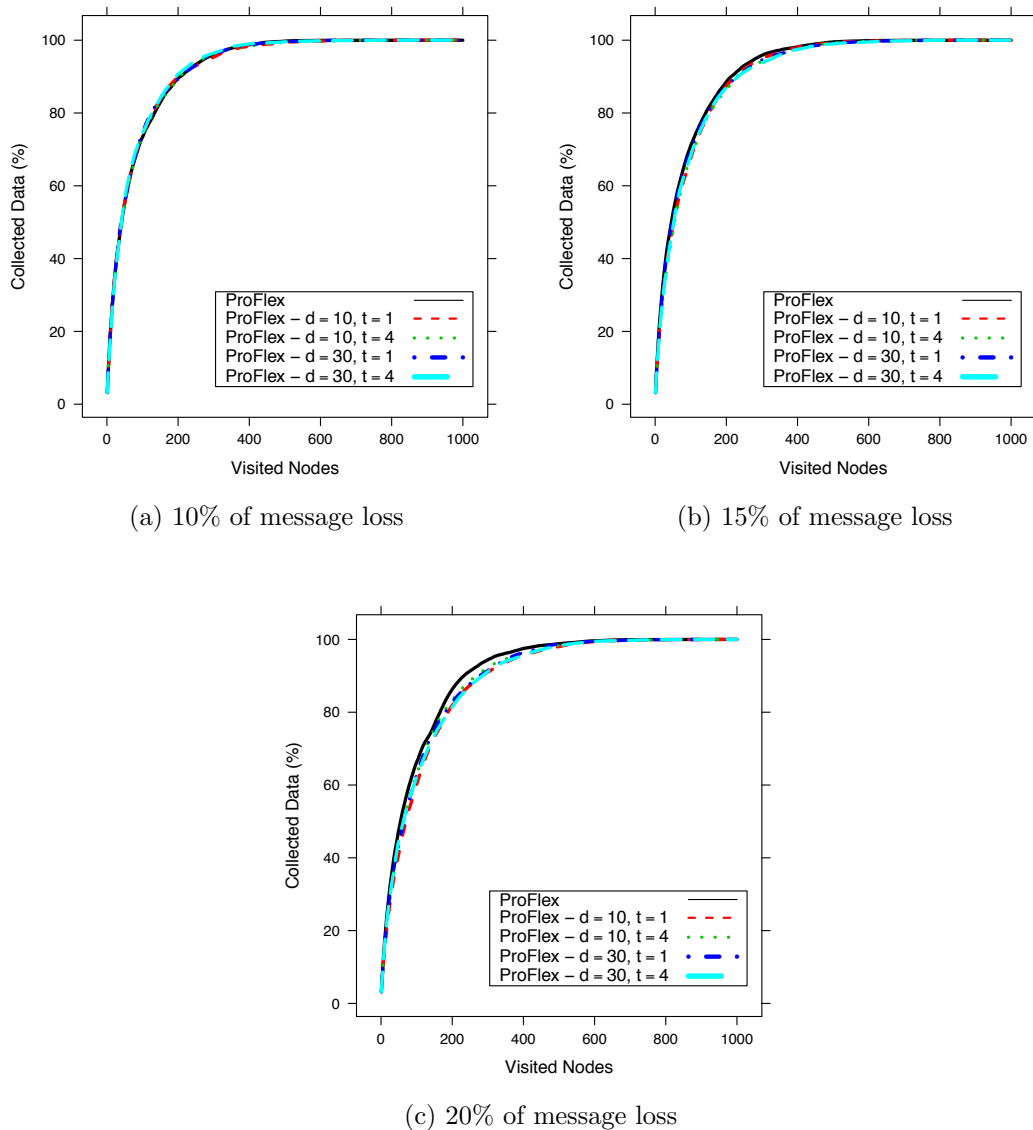 100
80
60
40
20
0
Collected Data (%)
ProFlex
ProFlex – d = 10, t = 1
ProFlex – d = 10, t = 4
ProFlex – d = 30, t = 1
ProFlex – d = 30, t = 4
0 200 400 600 800 1000
Visited Nodes
(a) 10% of message loss
100
80
60
40
20
0
Collected Data (%)
ProFlex
ProFlex – d = 10, t = 1
ProFlex – d = 10, t = 4
ProFlex – d = 30, t = 1
ProFlex – d = 30, t = 4
0 200 400 600 800 1000
Visited Nodes
(b) 15% of message loss
100
80
60
40
20
0
Collected Data (%)
ProFlex
ProFlex – d = 10, t = 1
ProFlex – d = 10, t = 4
ProFlex – d = 30, t = 1
ProFlex – d = 30, t = 4
0 200 400 600 800 1000
Visited Nodes
(c) 20% of message loss